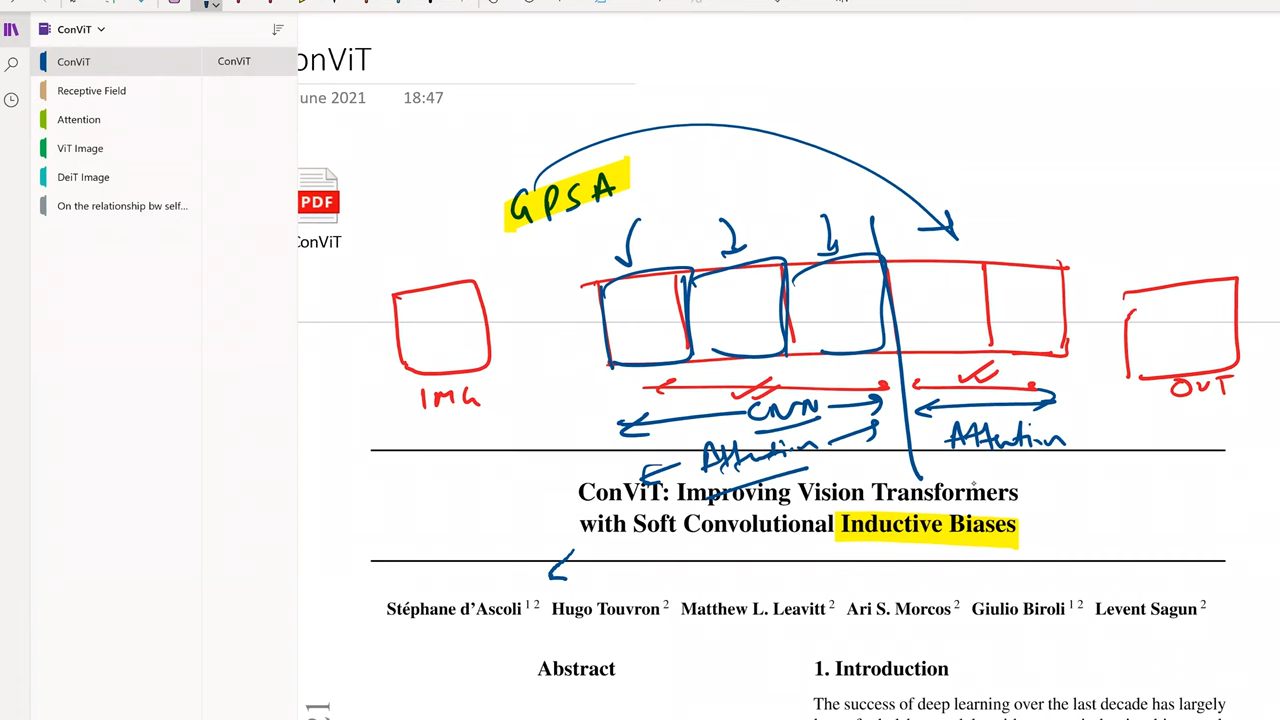 ConViT
ConViT
Receptive Field
Attention
ViT Image
DeiT Image
On the relationship bw self...
ConViT
onViT
une 2021 18:47
PDF
ConViT
GPSA
IMG
OUT
CNN
Attention
Attention
ConViT: Improving Vision Transformers
with Soft Convolutional Inductive Biases
Stéphane d'Ascoli 1 2 Hugo Touvron 2 Matthew L. Leavitt 2 Ari S. Morcos 2 Giulio Biroli 1 2 Levent Sagun 2
Abstract
1. Introduction
The success of deep learning over the last decade has largely